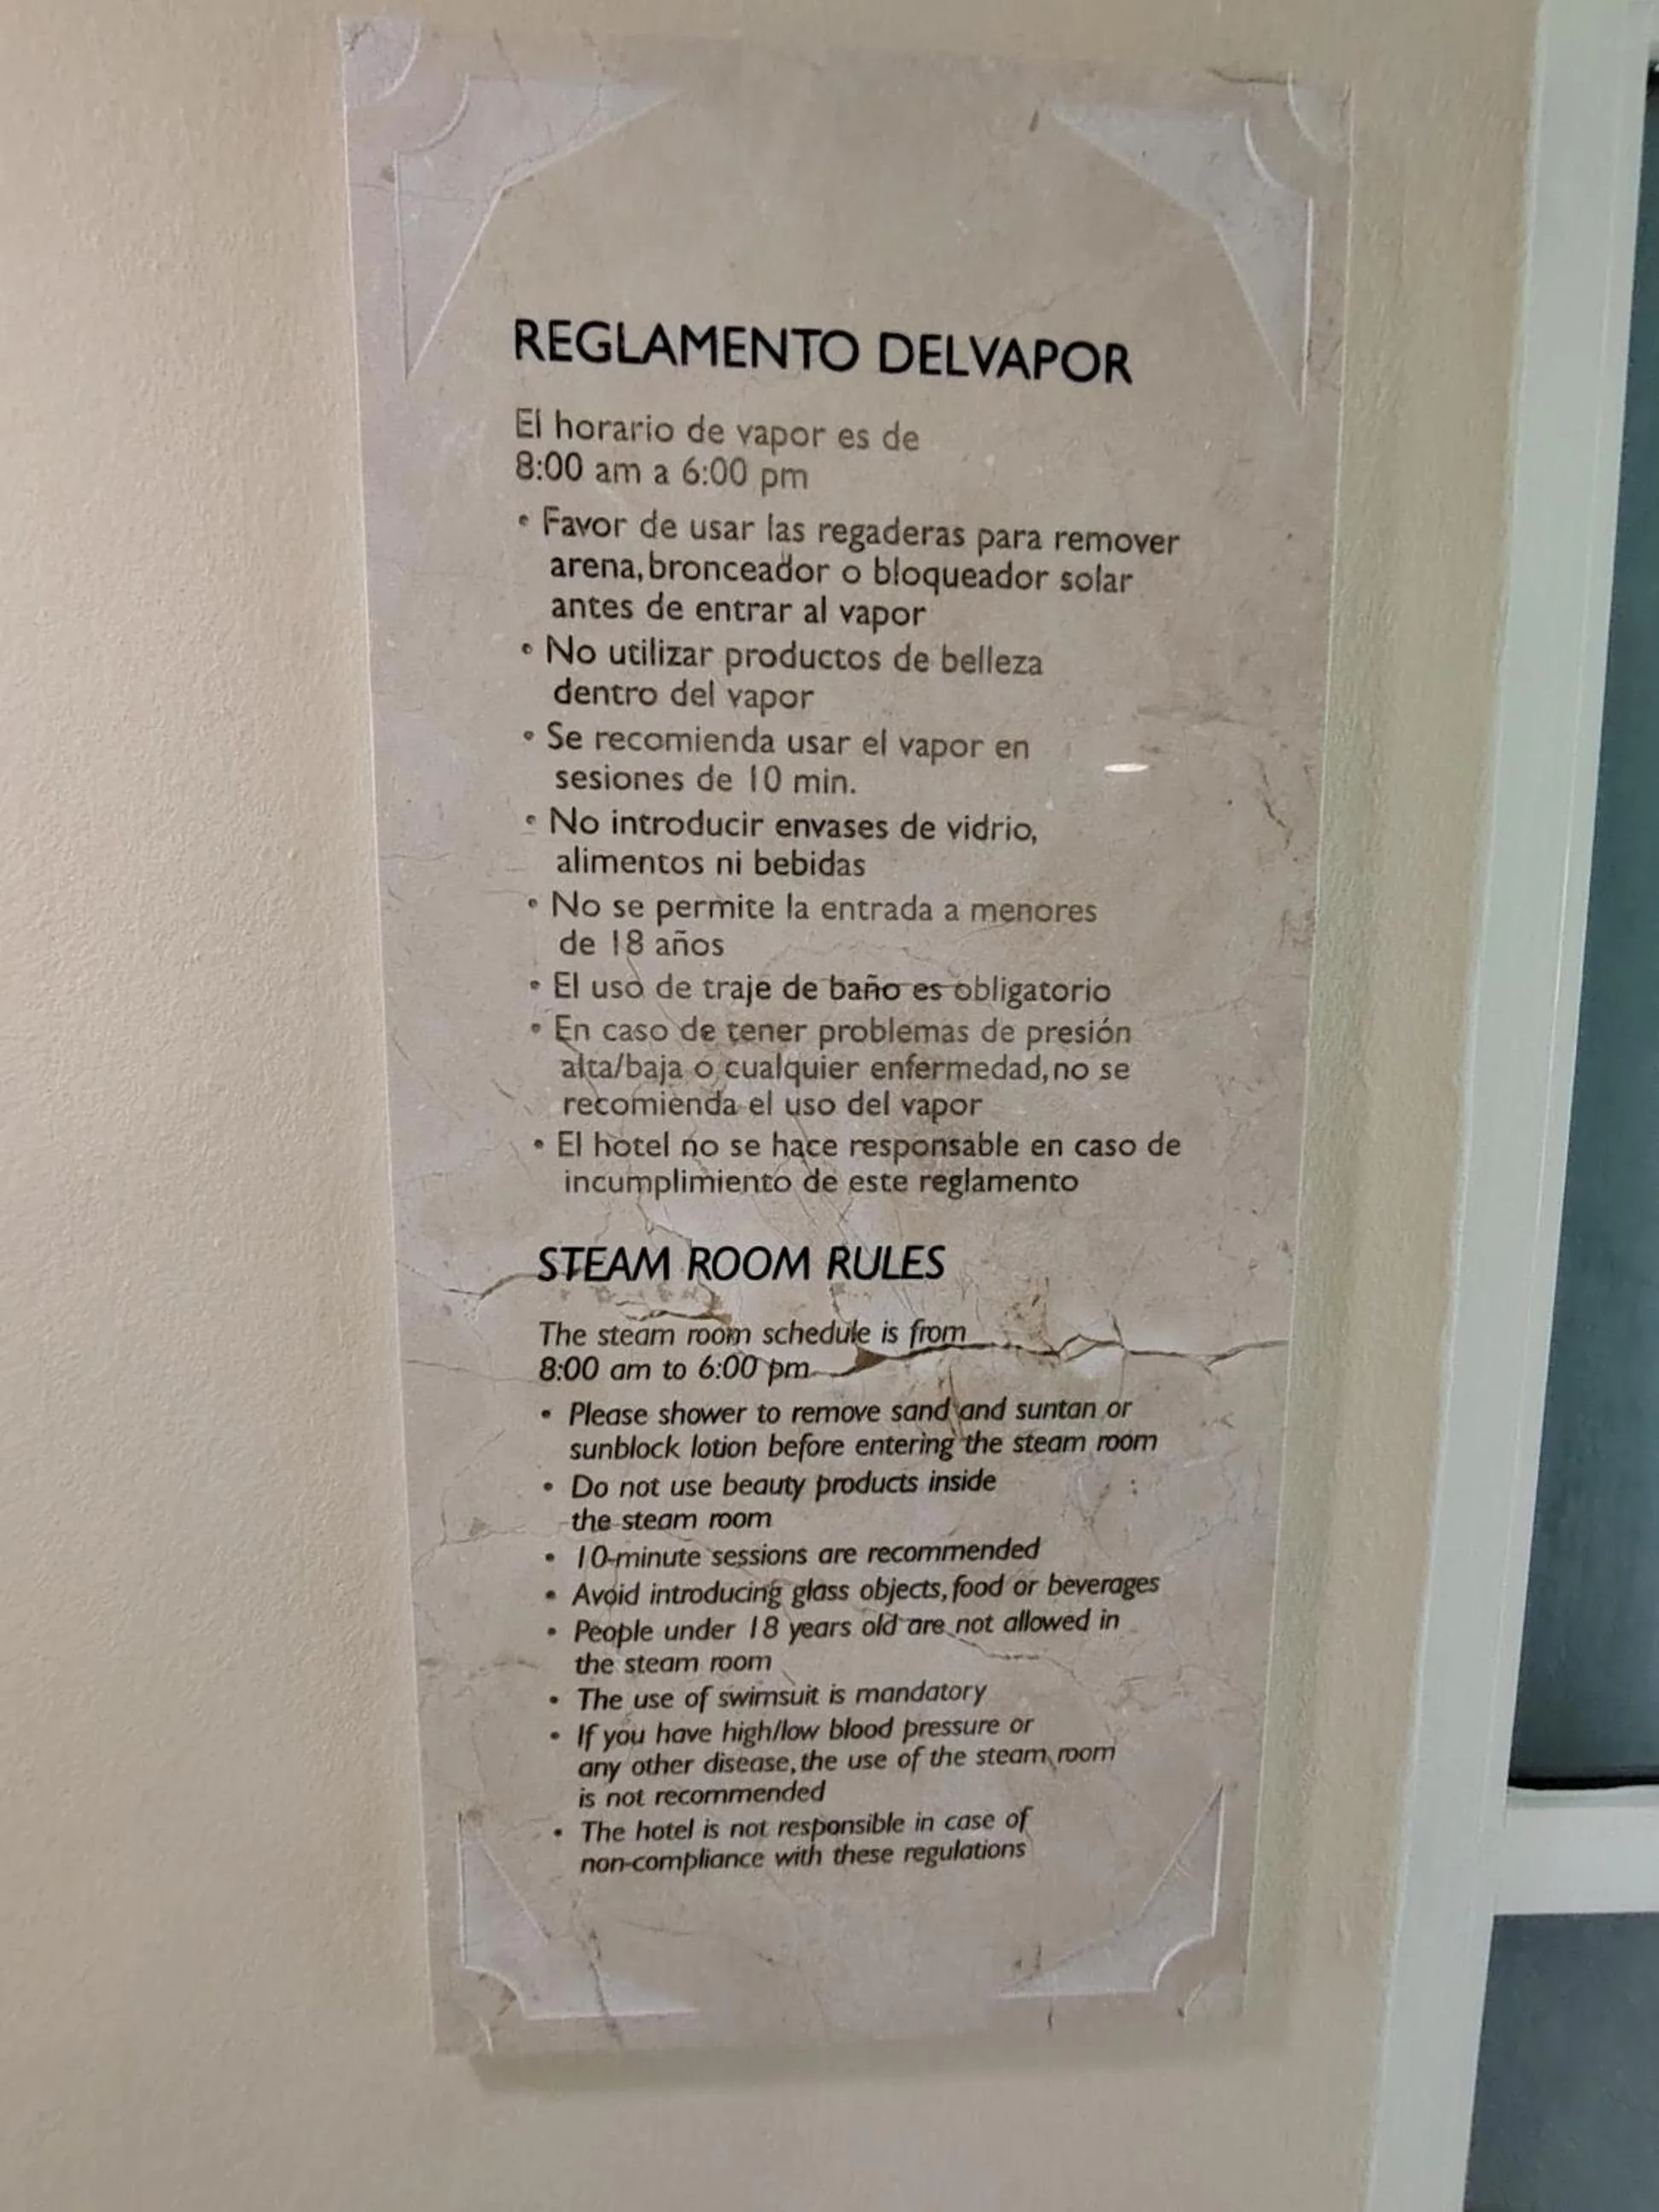 REGLAMENTO DEL VAPOR
El horario de vapor es de
8:00 am a 6:00 pm
• Favor de usar las regaderas para remover
arena, bronceador o bloqueador solar
antes de entrar al vapor
• No utilizar productos de belleza
dentro del vapor
• Se recomienda usar el vapor en
sesiones de 10 min.
• No introducir envases de vidrio,
alimentos ni bebidas
• No se permite la entrada a menores
de 18 años
• El uso de traje de baño es obligatorio
• En caso de tener problemas de presión
alta/baja o cualquier enfermedad, no se
recomienda el uso del vapor
• El hotel no se hace responsable en caso de
incumplimiento de este reglamento
STEAM ROOM RULES
The steam room schedule is from
8:00 am to 6:00 pm
• Please shower to remove sand and suntan or
sunblock lotion before entering the steam room
• Do not use beauty products inside
the steam room
• 10-minute sessions are recommended
• Avoid introducing glass objects, food or beverages
• People under 18 years old are not allowed in
the steam room
• The use of swimsuit is mandatory
• If you have high/low blood pressure or
any other disease, the use of the steam room
is not recommended
• The hotel is not responsible in case of
non-compliance with these regulations